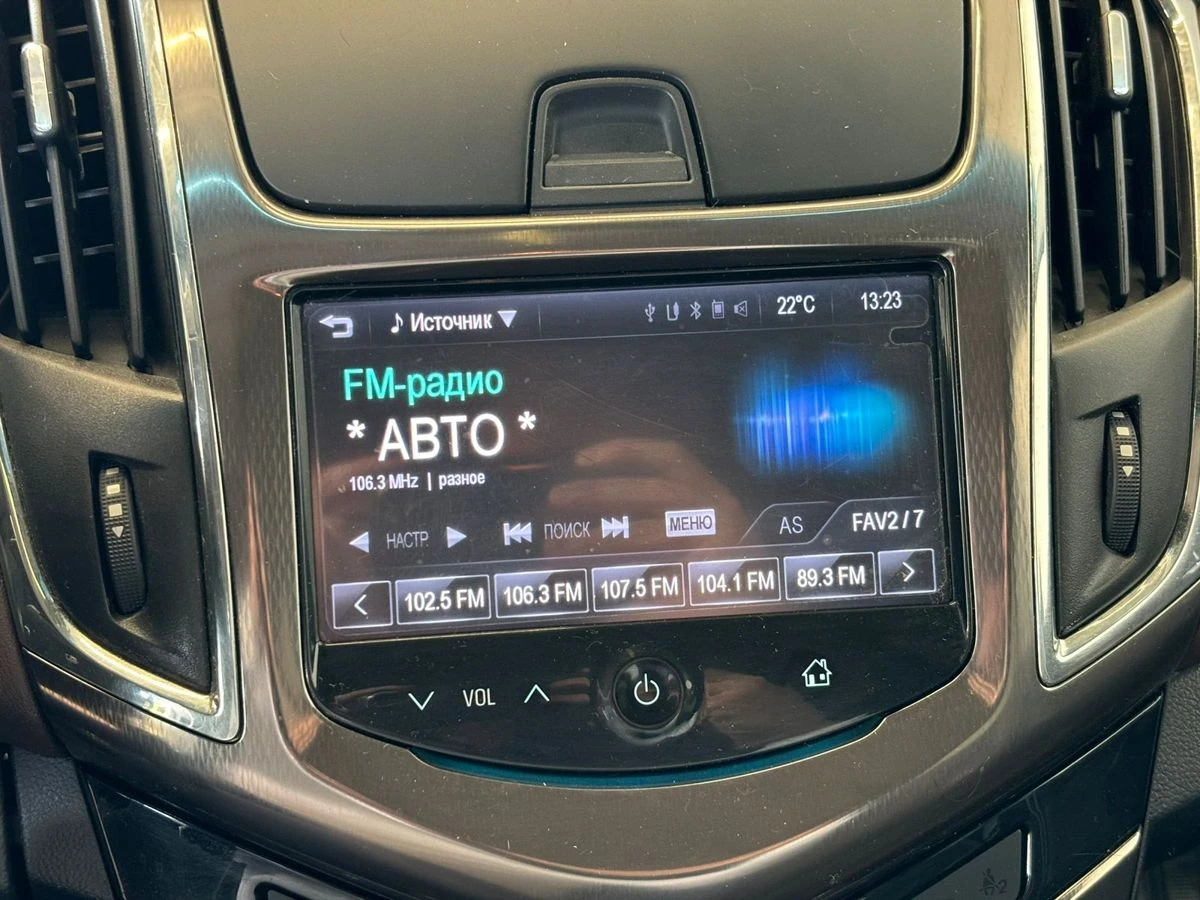 Источник 22°C 13:23
FM-радио
* АВТО *
106.3 MHz | разное
НАСТР ПОИСК МЕНЮ AS FAV2 / 7
< 102.5 FM 106.3 FM 107.5 FM 104.1 FM 89.3 FM >
VOL
2